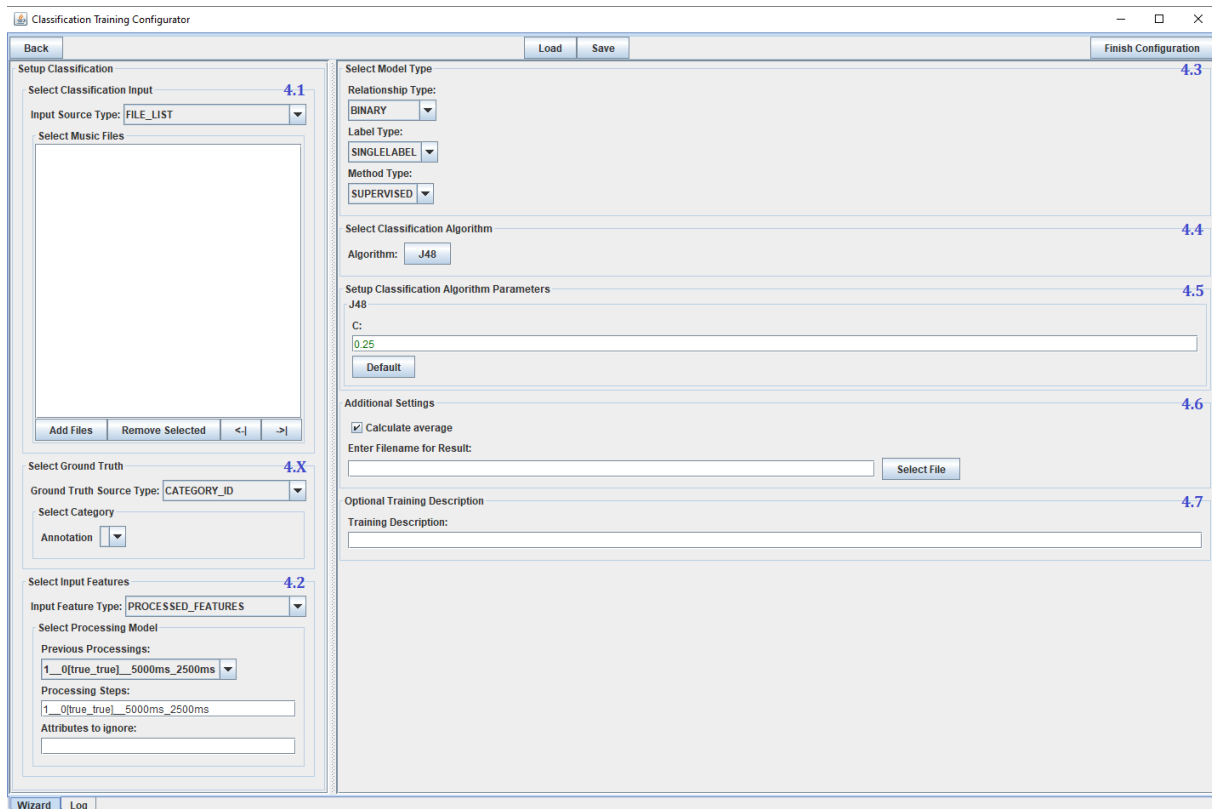 Classification Training Configurator
Back
Load
Save
Finish Configuration
Setup Classification
Select Classification Input
4.1
Input Source Type:
FILE_LIST
Select Music Files
Add Files
Remove Selected
<-|
->|
Select Ground Truth
4.X
Ground Truth Source Type:
CATEGORY_ID
Select Category
Annotation
Select Input Features
4.2
Input Feature Type:
PROCESSED_FEATURES
Select Processing Model
Previous Processings:
1__0[true_true]__5000ms_2500ms
Processing Steps:
1__0[true_true]__5000ms_2500ms
Attributes to ignore:
Select Model Type
4.3
Relationship Type:
BINARY
Label Type:
SINGLELABEL
Method Type:
SUPERVISED
Select Classification Algorithm
4.4
Algorithm:
J48
Setup Classification Algorithm Parameters
4.5
J48
C:
0.25
Default
Additional Settings
4.6
Calculate average
Enter Filename for Result:
Select File
Optional Training Description
4.7
Training Description:
Wizard
Log